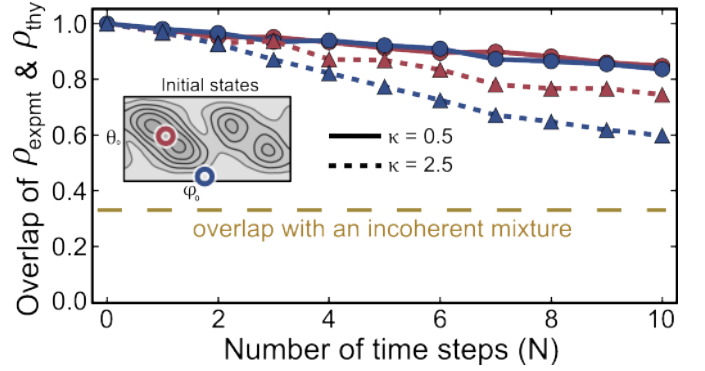 Overlap of ρexpmt & ρthy
1.0
0.8
0.6
0.4
0.2
0.0
Initial states
θ₀
φ₀
κ = 0.5
κ = 2.5
overlap with an incoherent mixture
0 2 4 6 8 10
Number of time steps (N)